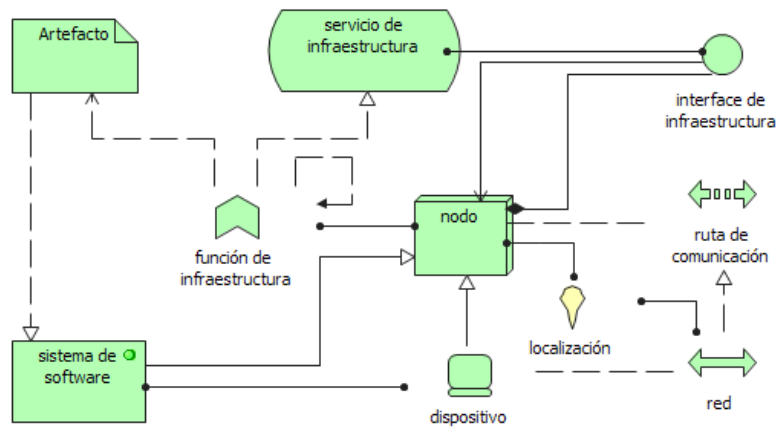 Artefacto
servicio de
infraestructura
interface de
infraestructura
nodo
función de
infraestructura
ruta de
comunicación
localización
sistema de
software
dispositivo
red